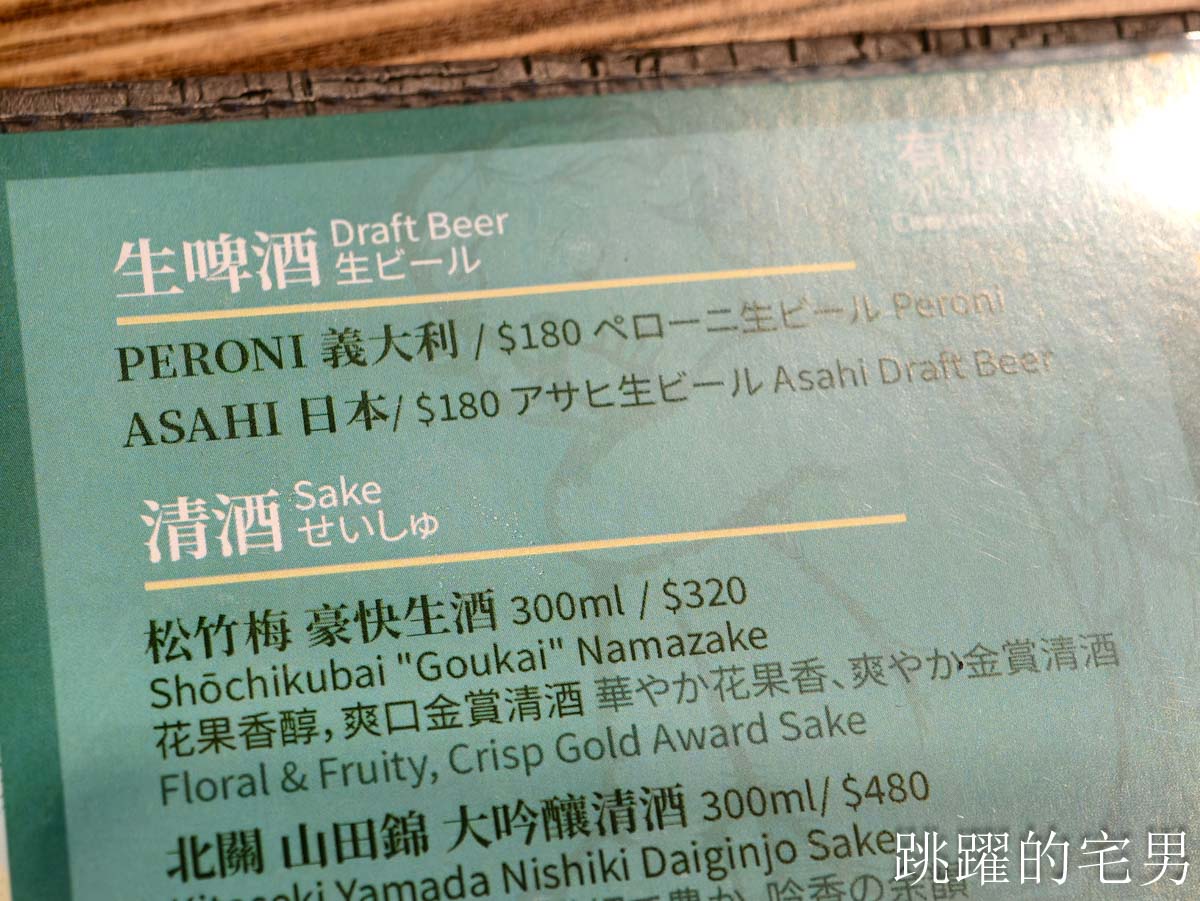 生啤酒 Draft Beer
生ビール
PERONI 義大利 / $180 ペローニ生ビール Peroni
ASAHI 日本/ $180 アサヒ生ビール Asahi Draft Beer
清酒 Sake
せいしゅ
松竹梅 豪快生酒 300ml / $320
Shōchikubai "Goukai" Namazake
花果香醇，爽口金賞清酒 華やか花果香、爽やか金賞清酒
Floral & Fruity, Crisp Gold Award Sake
北關 山田錦 大吟釀清酒 300ml/ $480
Kitaseki Yamada Nishiki Daiginjo Sake
跳躍的宅男